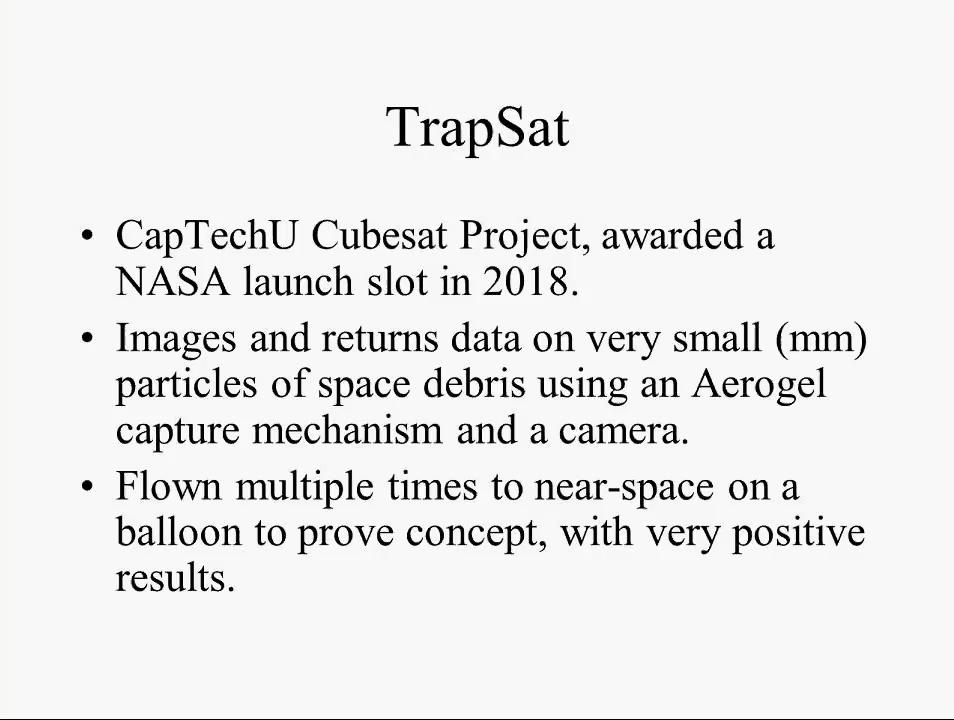 TrapSat
• CapTechU Cubesat Project, awarded a
NASA launch slot in 2018.
• Images and returns data on very small (mm)
particles of space debris using an Aerogel
capture mechanism and a camera.
• Flown multiple times to near-space on a
balloon to prove concept, with very positive
results.